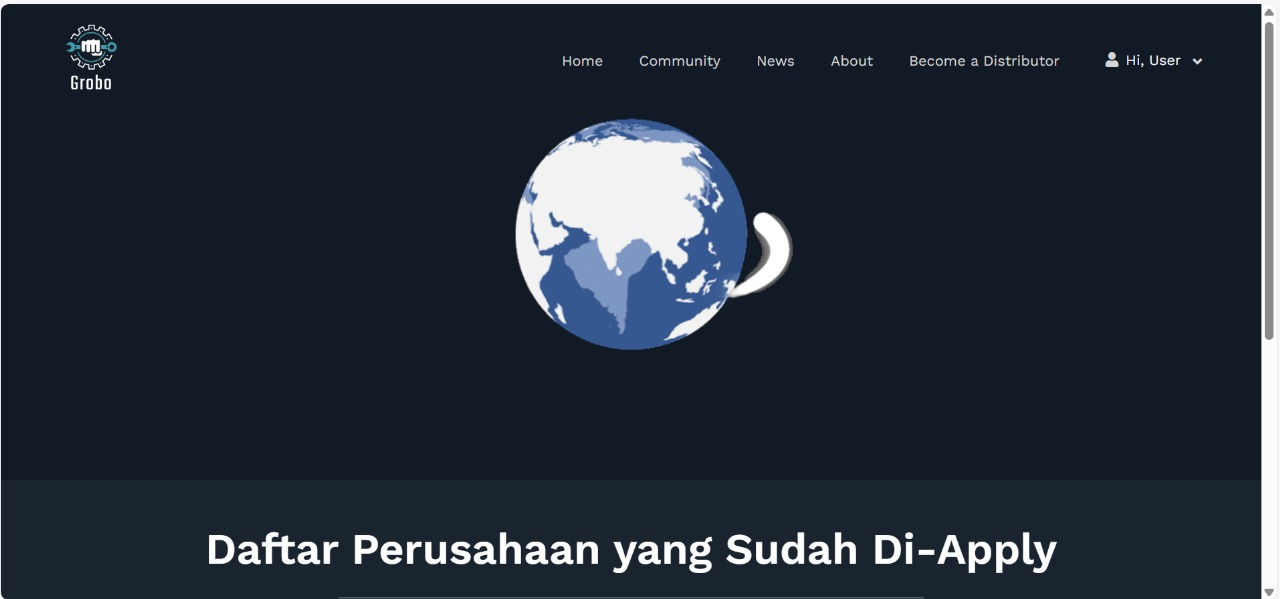 Grobo
Home Community News About Become a Distributor Hi, User
Daftar Perusahaan yang Sudah Di-Apply